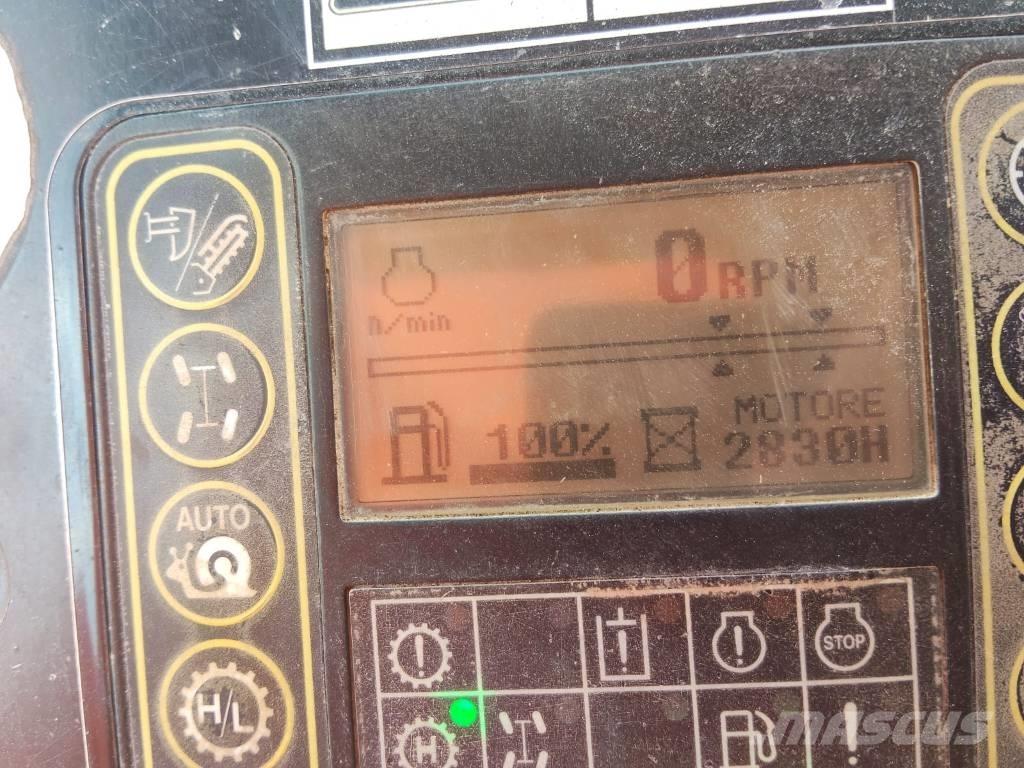 0RPM
n/min
MOTORE
100% 2830H
AUTO
STOP
H/L
H
MASCUS